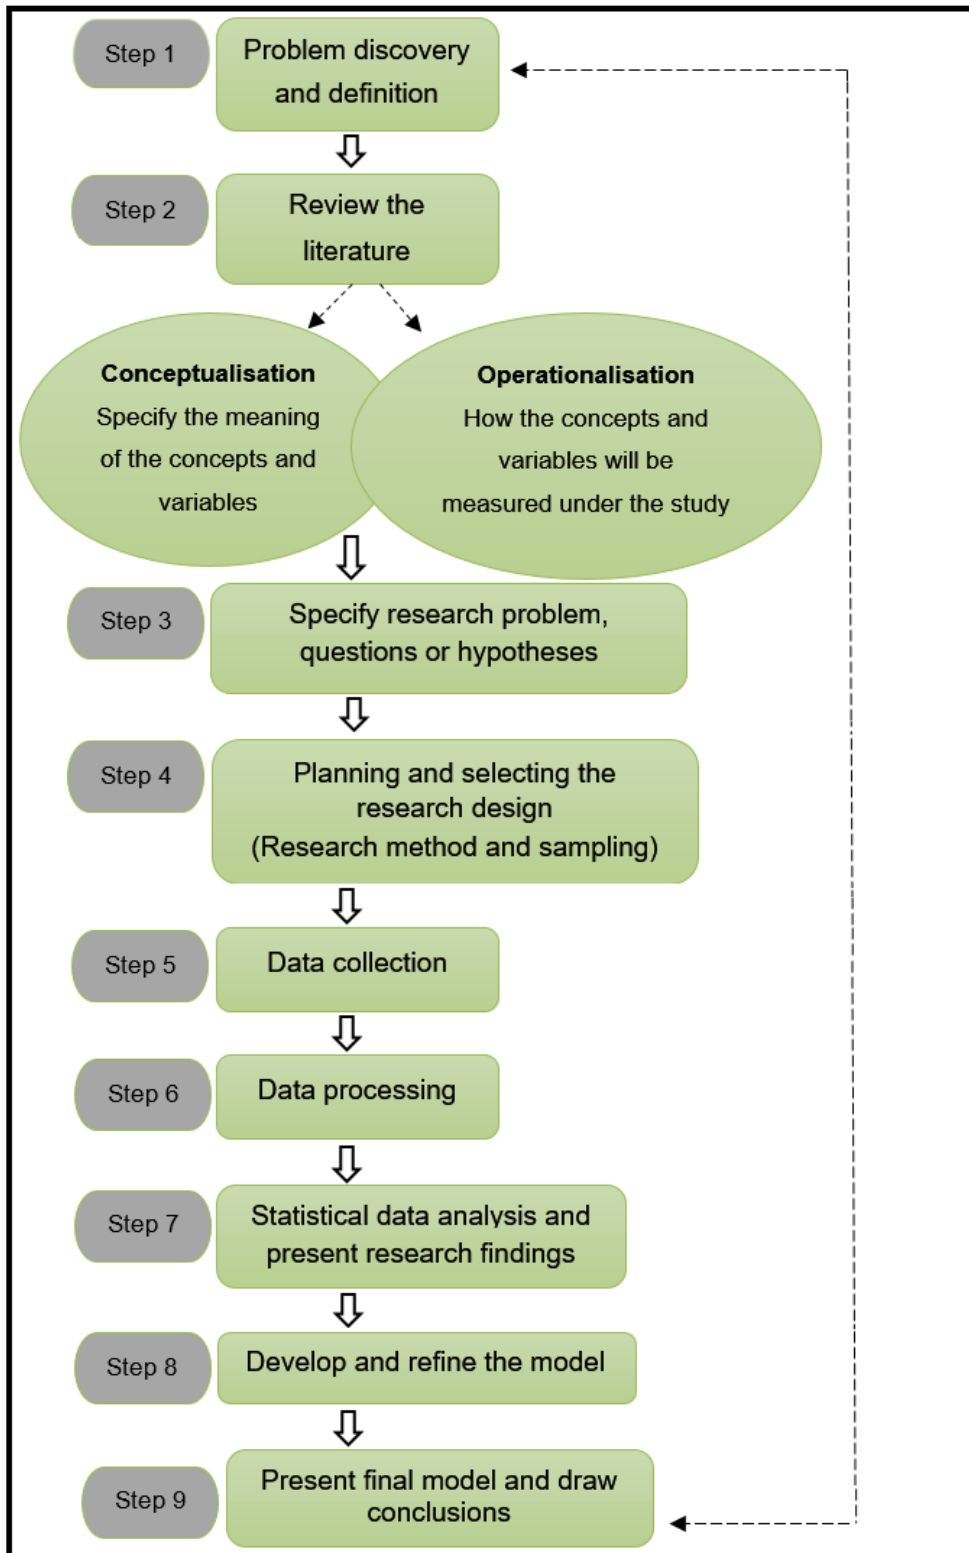 Step 1
Problem discovery
and definition
Step 2
Review the
literature
Conceptualisation
Specify the meaning
of the concepts and
variables
Operationalisation
How the concepts and
variables will be
measured under the study
Step 3
Specify research problem,
questions or hypotheses
Step 4
Planning and selecting the
research design
(Research method and sampling)
Step 5
Data collection
Step 6
Data processing
Step 7
Statistical data analysis and
present research findings
Step 8
Develop and refine the model
Step 9
Present final model and draw
conclusions